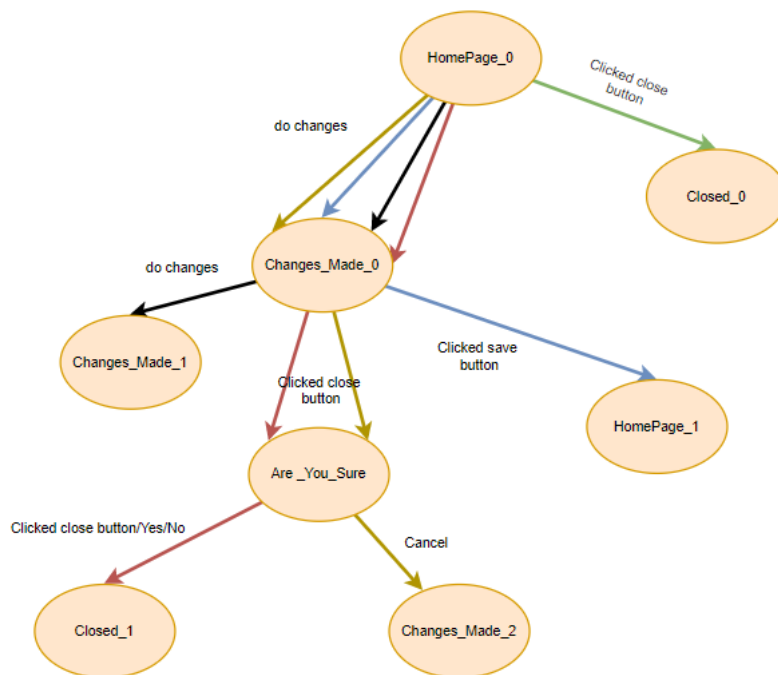 HomePage_0
Clicked close
button
do changes
Closed_0
Changes_Made_0
do changes
Changes_Made_1
Clicked save
button
Clicked close
button
HomePage_1
Are _You_Sure
Clicked close button/Yes/No
Cancel
Closed_1
Changes_Made_2